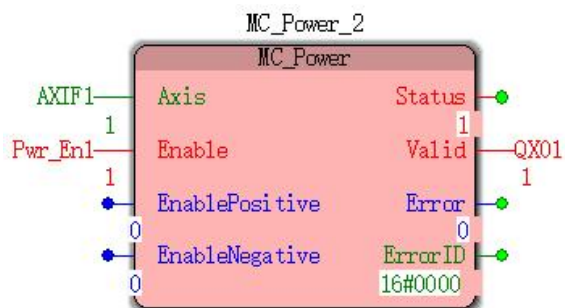 MC_Power_2
MC_Power
AXIF1 Axis Status
1 1
Pwr_En1 Enable Valid QX01
1 1
EnablePositive Error
0 0
EnableNegative ErrorID
0 16#0000